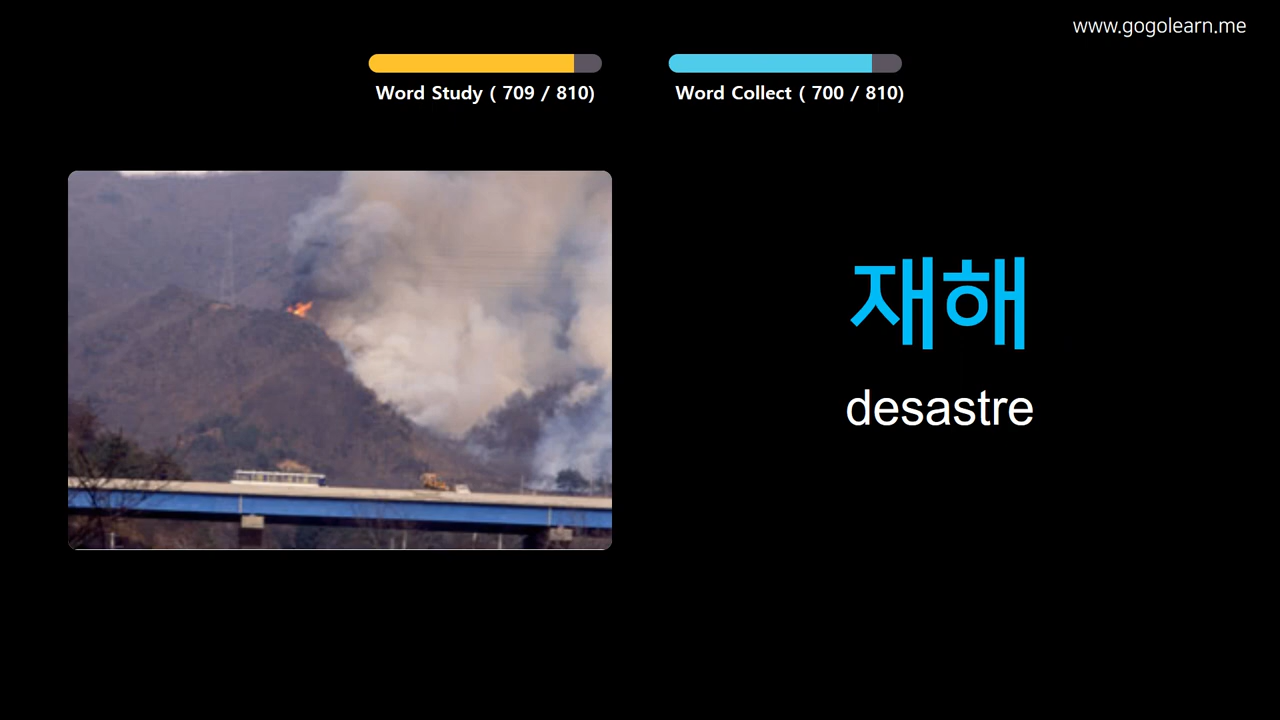 www.gogolearn.me
Word Study ( 709 / 810)
Word Collect ( 700 / 810)
재해
desastre